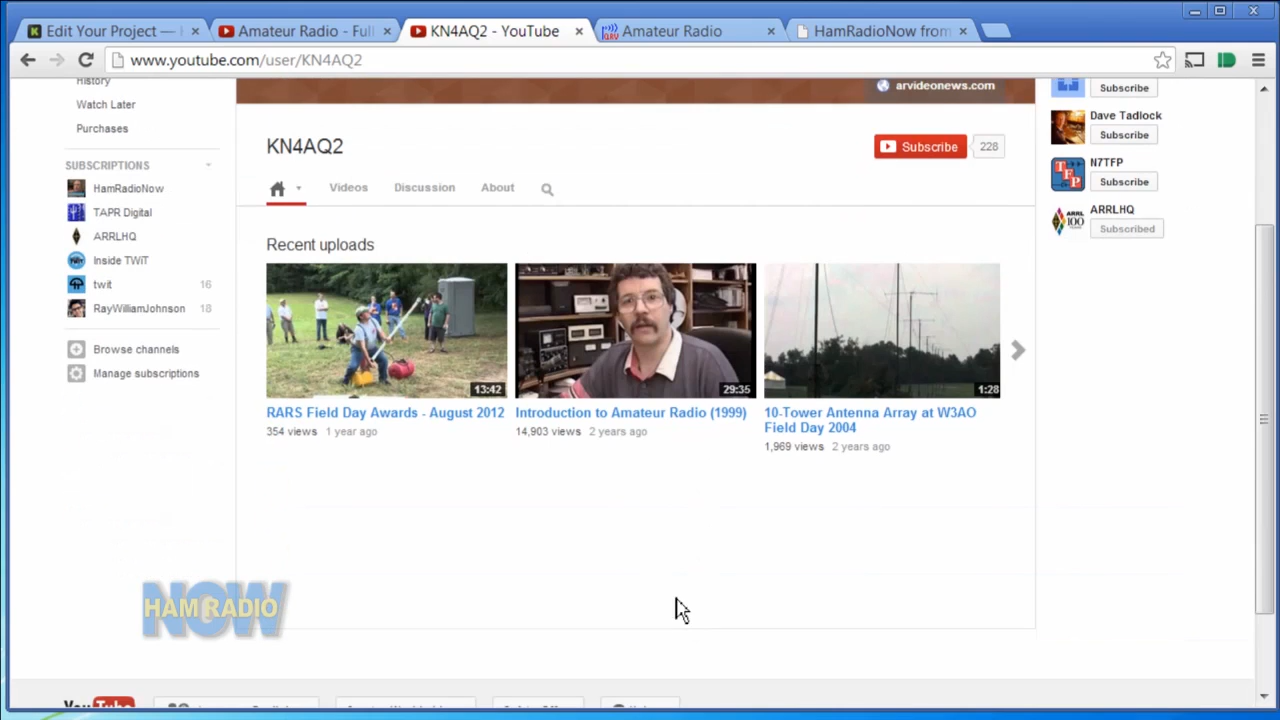 Edit Your Project —
Amateur Radio - Full
KN4AQ2 - YouTube
Amateur Radio
HamRadioNow from
www.youtube.com/user/KN4AQ2
History
Watch Later
Purchases
SUBSCRIPTIONS
HamRadioNow
TAPR Digital
ARRLHQ
Inside TWiT
twit 16
RayWilliamJohnson 18
Browse channels
Manage subscriptions
arvideonews.com
KN4AQ2
Subscribe 228
Videos Discussion About
Recent uploads
13:42
RARS Field Day Awards - August 2012
354 views 1 year ago
29:35
Introduction to Amateur Radio (1999)
14,903 views 2 years ago
1:28
10-Tower Antenna Array at W3AO
Field Day 2004
1,969 views 2 years ago
Subscribe
Dave Tadlock
Subscribe
TFP
N7TFP
Subscribe
ARRL
100
ARRLHQ
Subscribed
NOW
HAM RADIO
YouTube